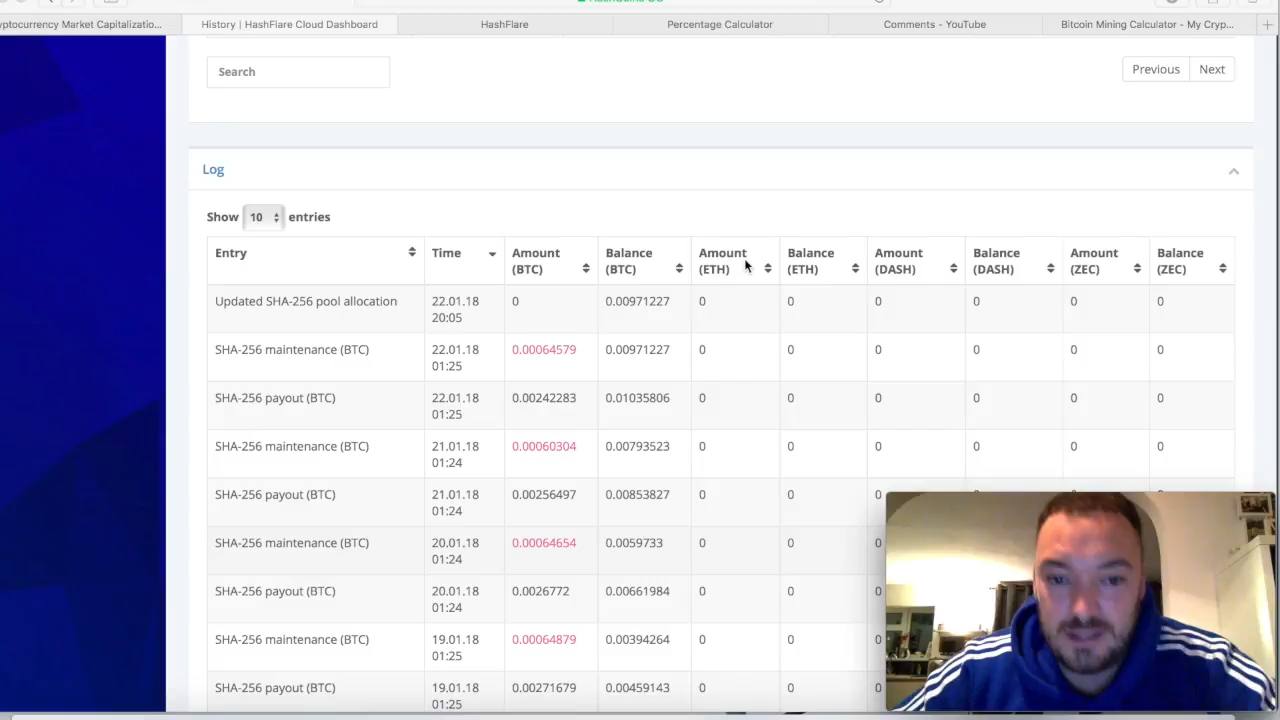 yptocurrency Market Capitalizatio... History | HashFlare Cloud Dashboard HashFlare Percentage Calculator Comments - YouTube Bitcoin Mining Calculator - My Cryp...
Search Previous Next
Log
Show 10 entries
Entry Time Amount (BTC) Balance (BTC) Amount (ETH) Balance (ETH) Amount (DASH) Balance (DASH) Amount (ZEC) Balance (ZEC)
Updated SHA-256 pool allocation 22.01.18 20:05 0 0.00971227 0 0 0 0 0 0
SHA-256 maintenance (BTC) 22.01.18 01:25 0.00064579 0.00971227 0 0 0 0 0 0
SHA-256 payout (BTC) 22.01.18 01:25 0.00242283 0.01035806 0 0 0 0 0 0
SHA-256 maintenance (BTC) 21.01.18 01:24 0.00060304 0.00793523 0 0 0 0 0 0
SHA-256 payout (BTC) 21.01.18 01:24 0.00256497 0.00853827 0 0 0
SHA-256 maintenance (BTC) 20.01.18 01:24 0.00064654 0.0059733 0 0 0
SHA-256 payout (BTC) 20.01.18 01:24 0.0026772 0.00661984 0 0 0
SHA-256 maintenance (BTC) 19.01.18 01:25 0.00064879 0.00394264 0 0 0
SHA-256 payout (BTC) 19.01.18 01:25 0.00271679 0.00459143 0 0 0